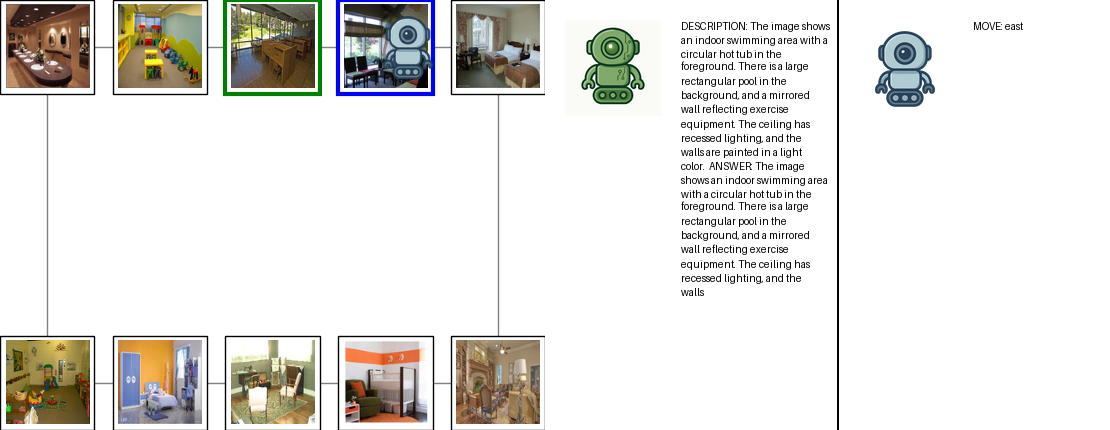 DESCRIPTION: The image shows
an indoor swimming area with a
circular hot tub in the
foreground. There is a large
rectangular pool in the
background, and a mirrored
wall reflecting exercise
equipment. The ceiling has
recessed lighting, and the
walls are painted in a light
color.  ANSWER: The image
shows an indoor swimming area
with a circular hot tub in the
foreground. There is a large
rectangular pool in the
background, and a mirrored
wall reflecting exercise
equipment. The ceiling has
recessed lighting, and the
walls
MOVE: east